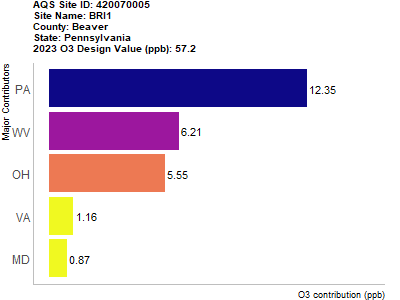 AQS Site ID: 420070005
Site Name: BRI1
County: Beaver
State: Pennsylvania
2023 O3 Design Value (ppb): 57.2
Major Contributors
PA 12.35
WV 6.21
OH 5.55
VA 1.16
MD 0.87
O3 contribution (ppb)